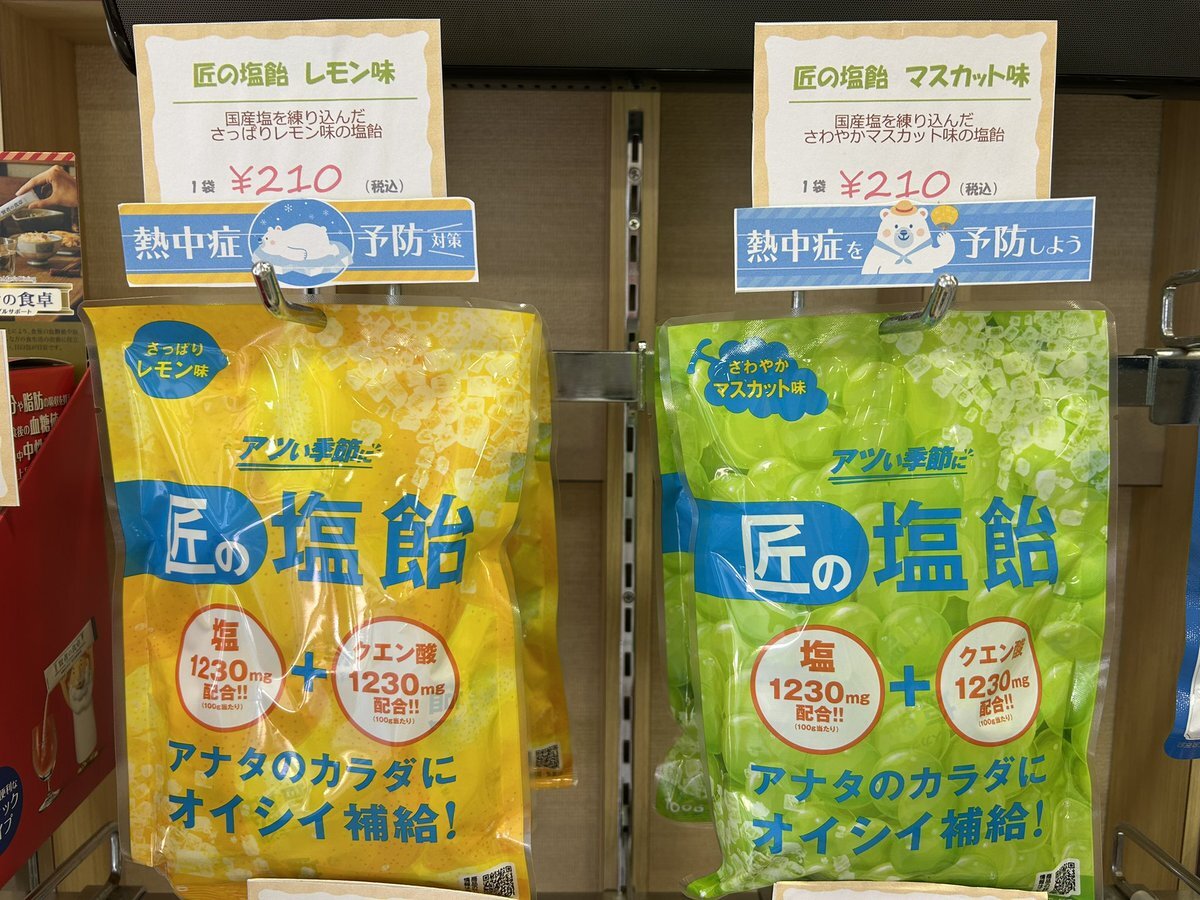 匠の塩飴 レモン味
国産塩を練り込んだ
さっぱりレモン味の塩飴
1袋 ¥210 (税込)
熱中症 予防 対策
さっぱり
レモン味
アツい季節に
匠の 塩飴
塩
1230mg
配合!!
(100g当たり)
+
クエン酸
1230mg
配合!!
(100g当たり)
アナタのカラダに
オイシイ補給!
匠の塩飴 マスカット味
国産塩を練り込んだ
さわやかマスカット味の塩飴
1袋 ¥210 (税込)
熱中症を 予防しよう
さわやか
マスカット味
アツい季節に
匠の 塩飴
塩
1230mg
配合!!
(100g当たり)
+
クエン酸
1230mg
配合!!
(100g当たり)
アナタのカラダに
オイシイ補給!
100g
の食卓